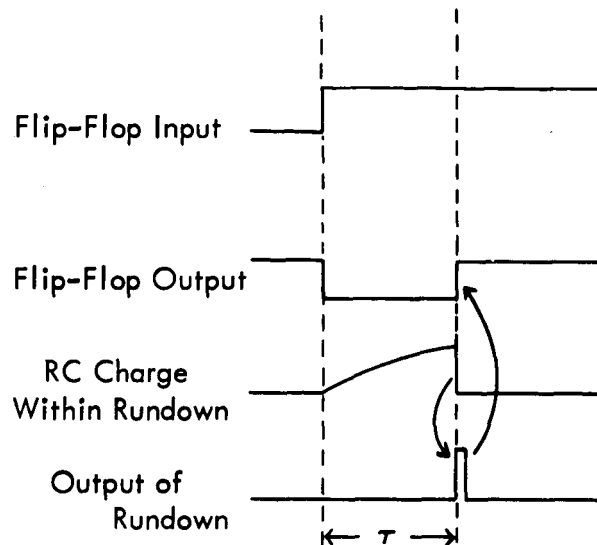 Flip-Flop Input
Flip-Flop Output
RC Charge
Within Rundown
Output of
Rundown
τ